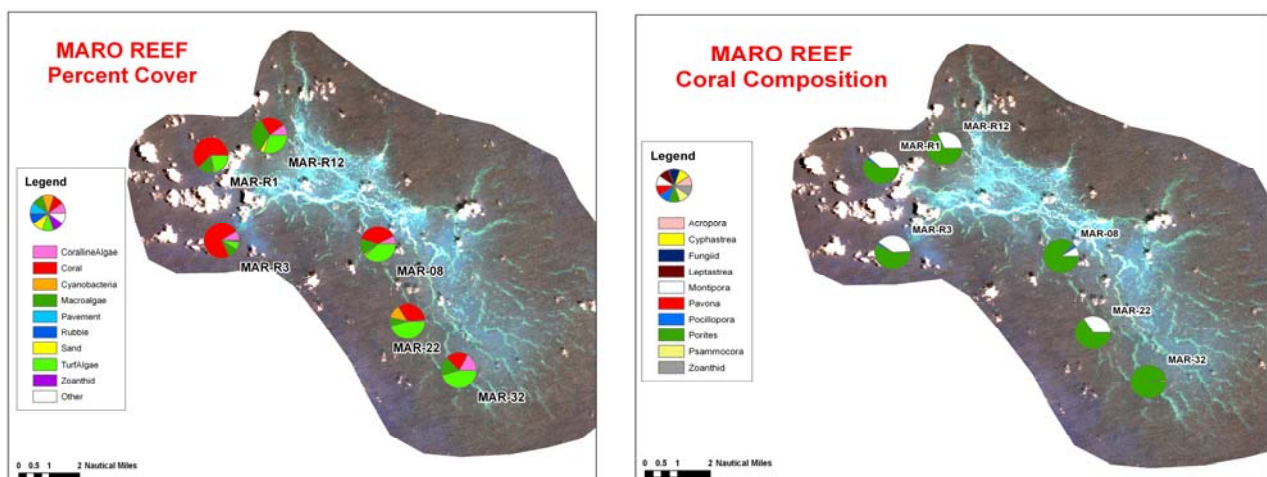 MARO REEF
Percent Cover
MAR-R12
MAR-R1
MAR-R3
MAR-08
MAR-22
MAR-32
Legend
CorallineAlgae
Coral
Cyanobacteria
Macroalgae
Pavement
Rubble
Sand
TurfAlgae
Zoanthid
Other
0 0.5 1 2 Nautical Miles
MARO REEF
Coral Composition
MAR-R12
MAR-R1
MAR-R3
MAR-08
MAR-22
MAR-32
Legend
Acropora
Cyphastrea
Fungiid
Leptastrea
Montipora
Pavona
Pocillopora
Porites
Psammocora
Zoanthid
0 0.5 1 2 Nautical Miles